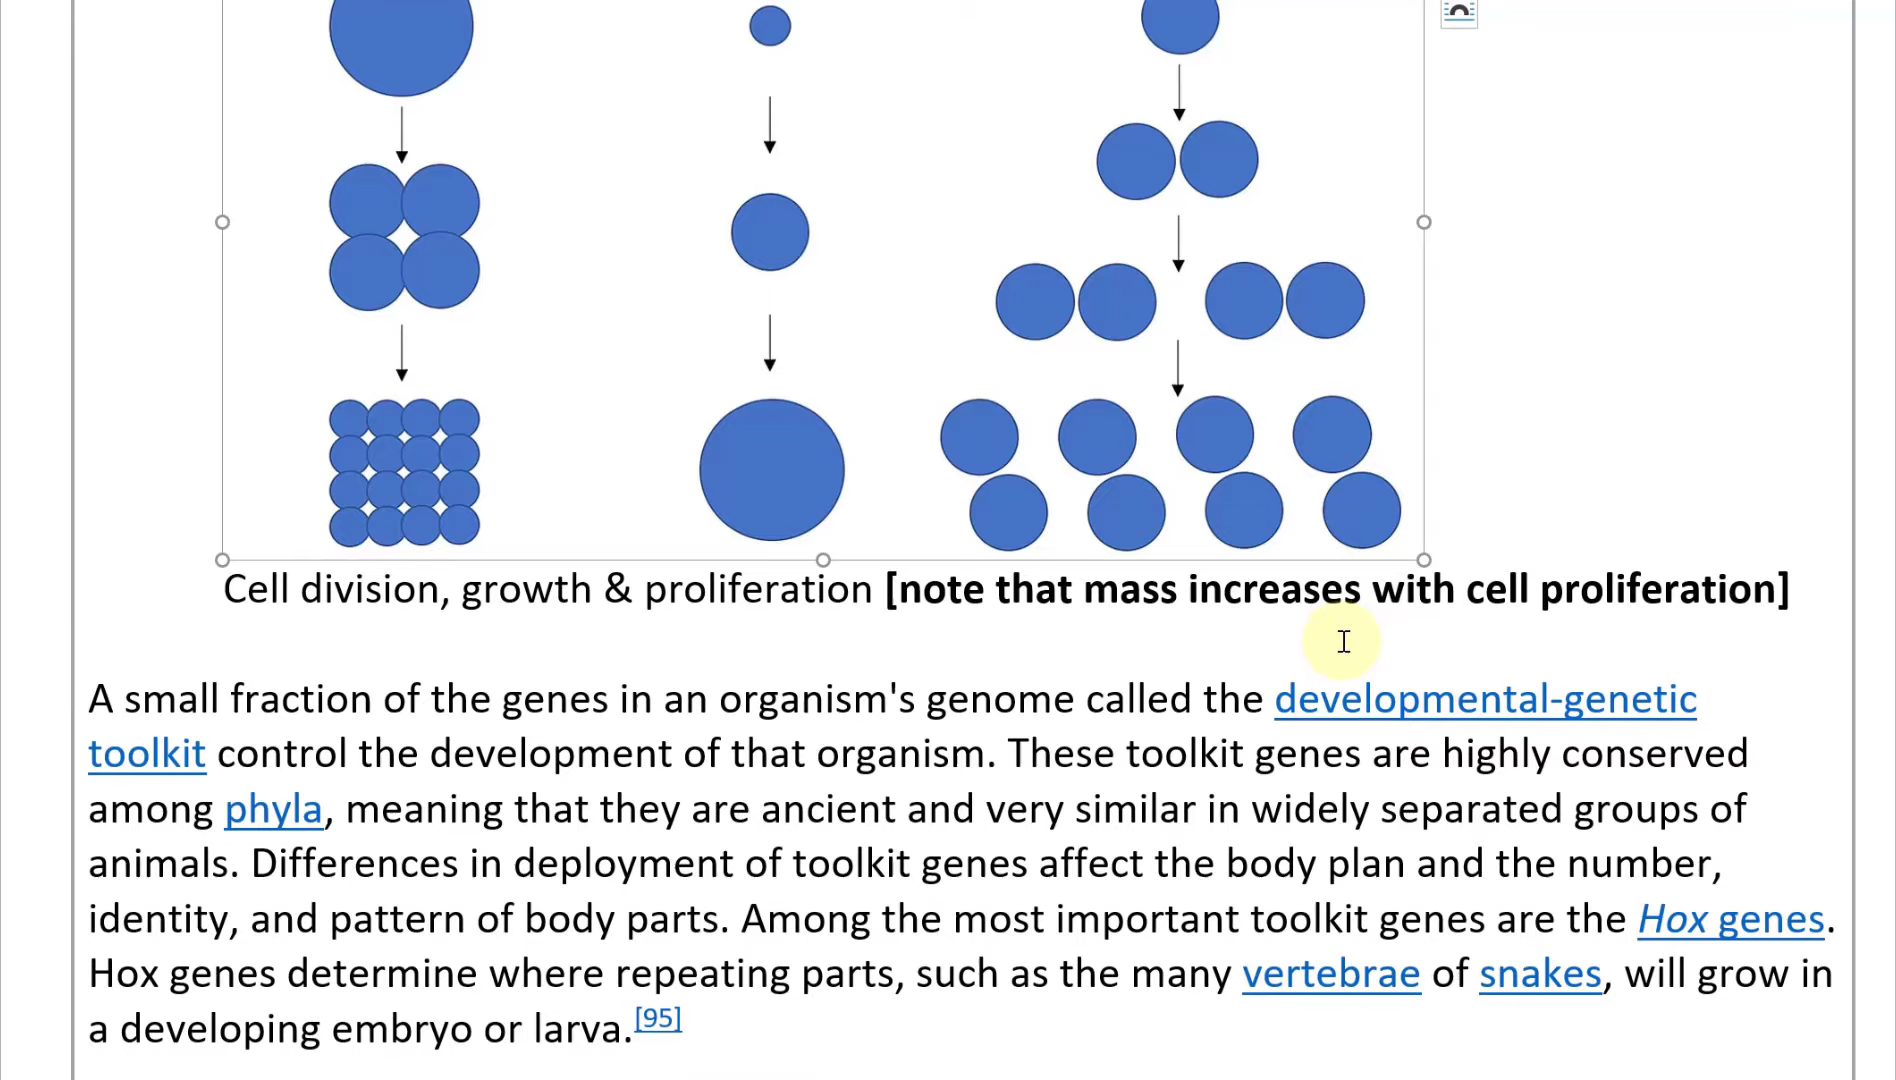 Cell division, growth & proliferation [note that mass increases with cell proliferation]
A small fraction of the genes in an organism's genome called the developmental-genetic
toolkit control the development of that organism. These toolkit genes are highly conserved
among phyla, meaning that they are ancient and very similar in widely separated groups of
animals. Differences in deployment of toolkit genes affect the body plan and the number,
identity, and pattern of body parts. Among the most important toolkit genes are the Hox genes.
Hox genes determine where repeating parts, such as the many vertebrae of snakes, will grow in
a developing embryo or larva.[95]